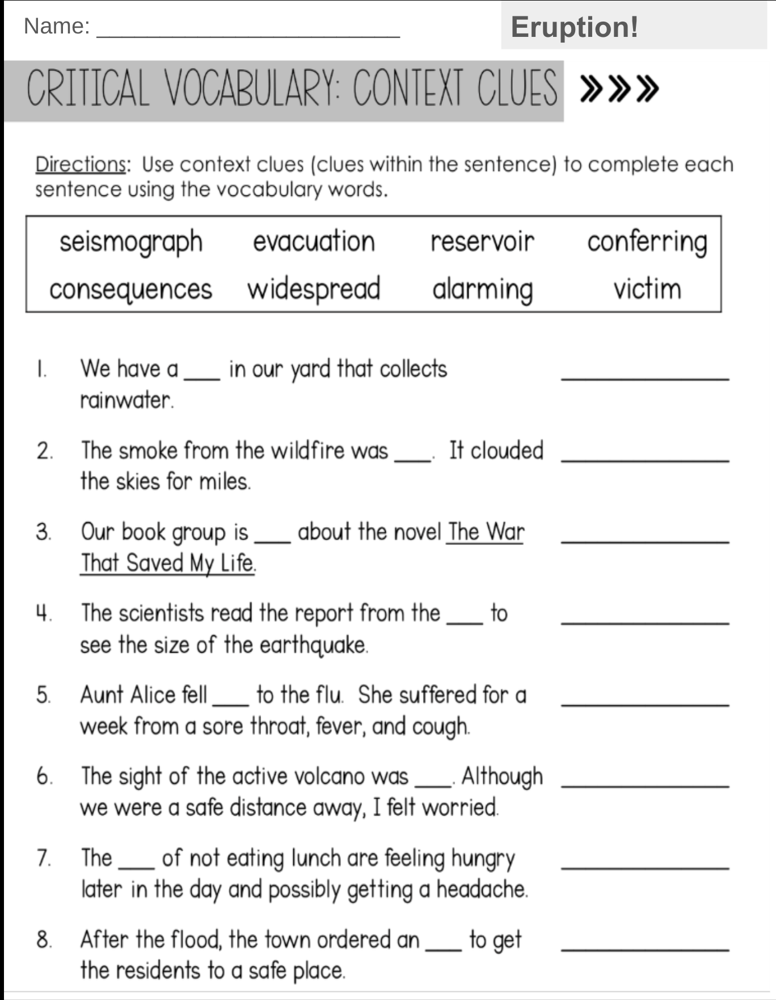 Name: ________________________
Eruption!
CRITICAL VOCABULARY: CONTEXT CLUES »»»
Directions: Use context clues (clues within the sentence) to complete each
sentence using the vocabulary words.
seismograph evacuation reservoir conferring
consequences widespread alarming victim
1. We have a ___ in our yard that collects ______________
rainwater.
2. The smoke from the wildfire was ___. It clouded ______________
the skies for miles.
3. Our book group is ___ about the novel The War ______________
That Saved My Life.
4. The scientists read the report from the ___ to ______________
see the size of the earthquake.
5. Aunt Alice fell ___ to the flu. She suffered for a ______________
week from a sore throat, fever, and cough.
6. The sight of the active volcano was ___. Although ______________
we were a safe distance away, I felt worried.
7. The ___ of not eating lunch are feeling hungry ______________
later in the day and possibly getting a headache.
8. After the flood, the town ordered an ___ to get ______________
the residents to a safe place.